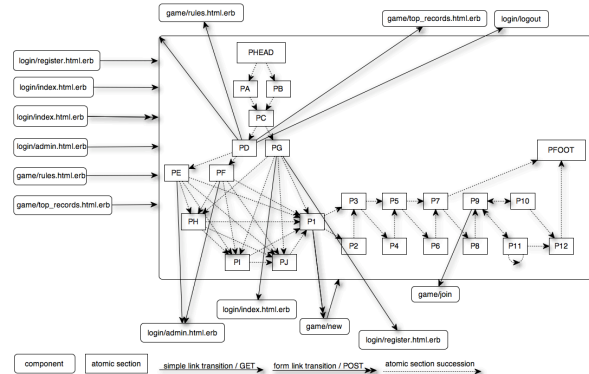 game/rules.html.erb
game/top_records.html.erb
login/logout
login/register.html.erb
login/index.html.erb
login/index.html.erb
login/admin.html.erb
game/rules.html.erb
game/top_records.html.erb
PHEAD
PA
PB
PC
PD
PG
PFOOT
PE
PF
P3
P5
P7
P9
P10
PH
P1
P2
P4
P6
P8
P11
P12
PI
PJ
game/join
login/index.html.erb
game/new
login/admin.html.erb
login/register.html.erb
component
atomic section
simple link transition / GET
form link transition / POST
atomic section succession